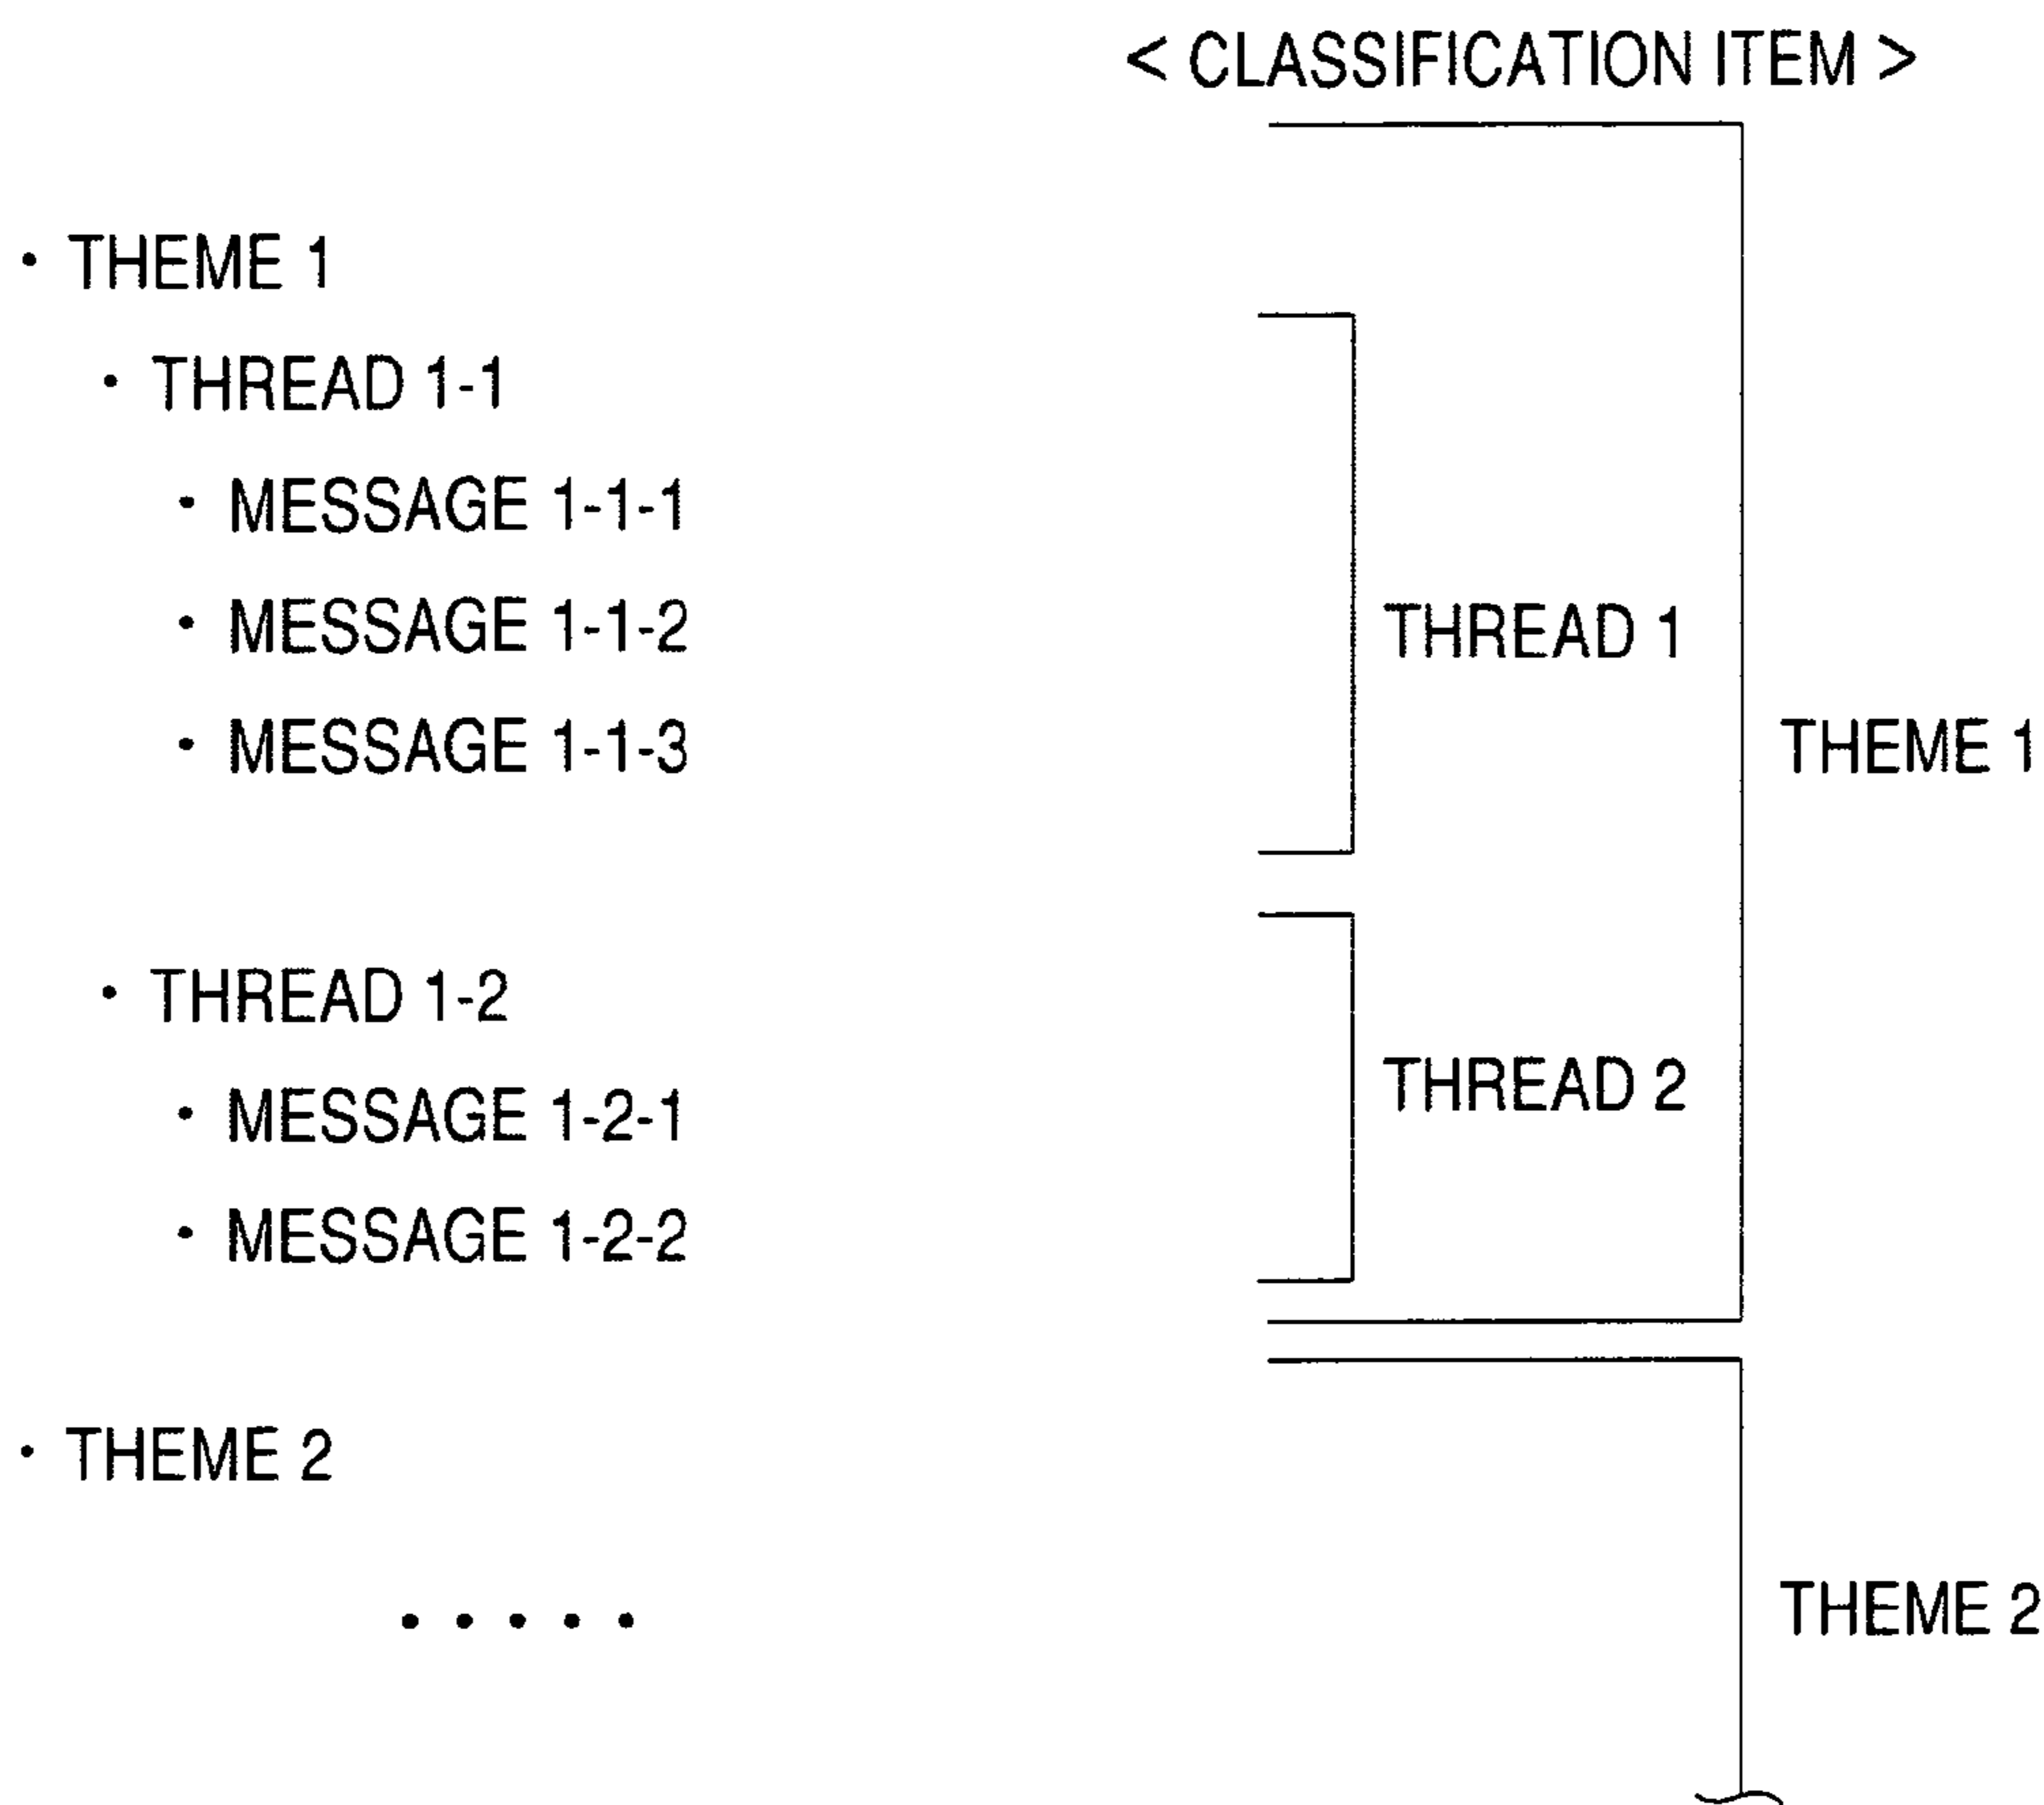 < CLASSIFICATION ITEM >
· THEME 1
· THREAD 1-1
· MESSAGE 1-1-1
· MESSAGE 1-1-2
· MESSAGE 1-1-3
THREAD 1
THEME 1
· THREAD 1-2
· MESSAGE 1-2-1
· MESSAGE 1-2-2
THREAD 2
· THEME 2
· · · · ·
THEME 2